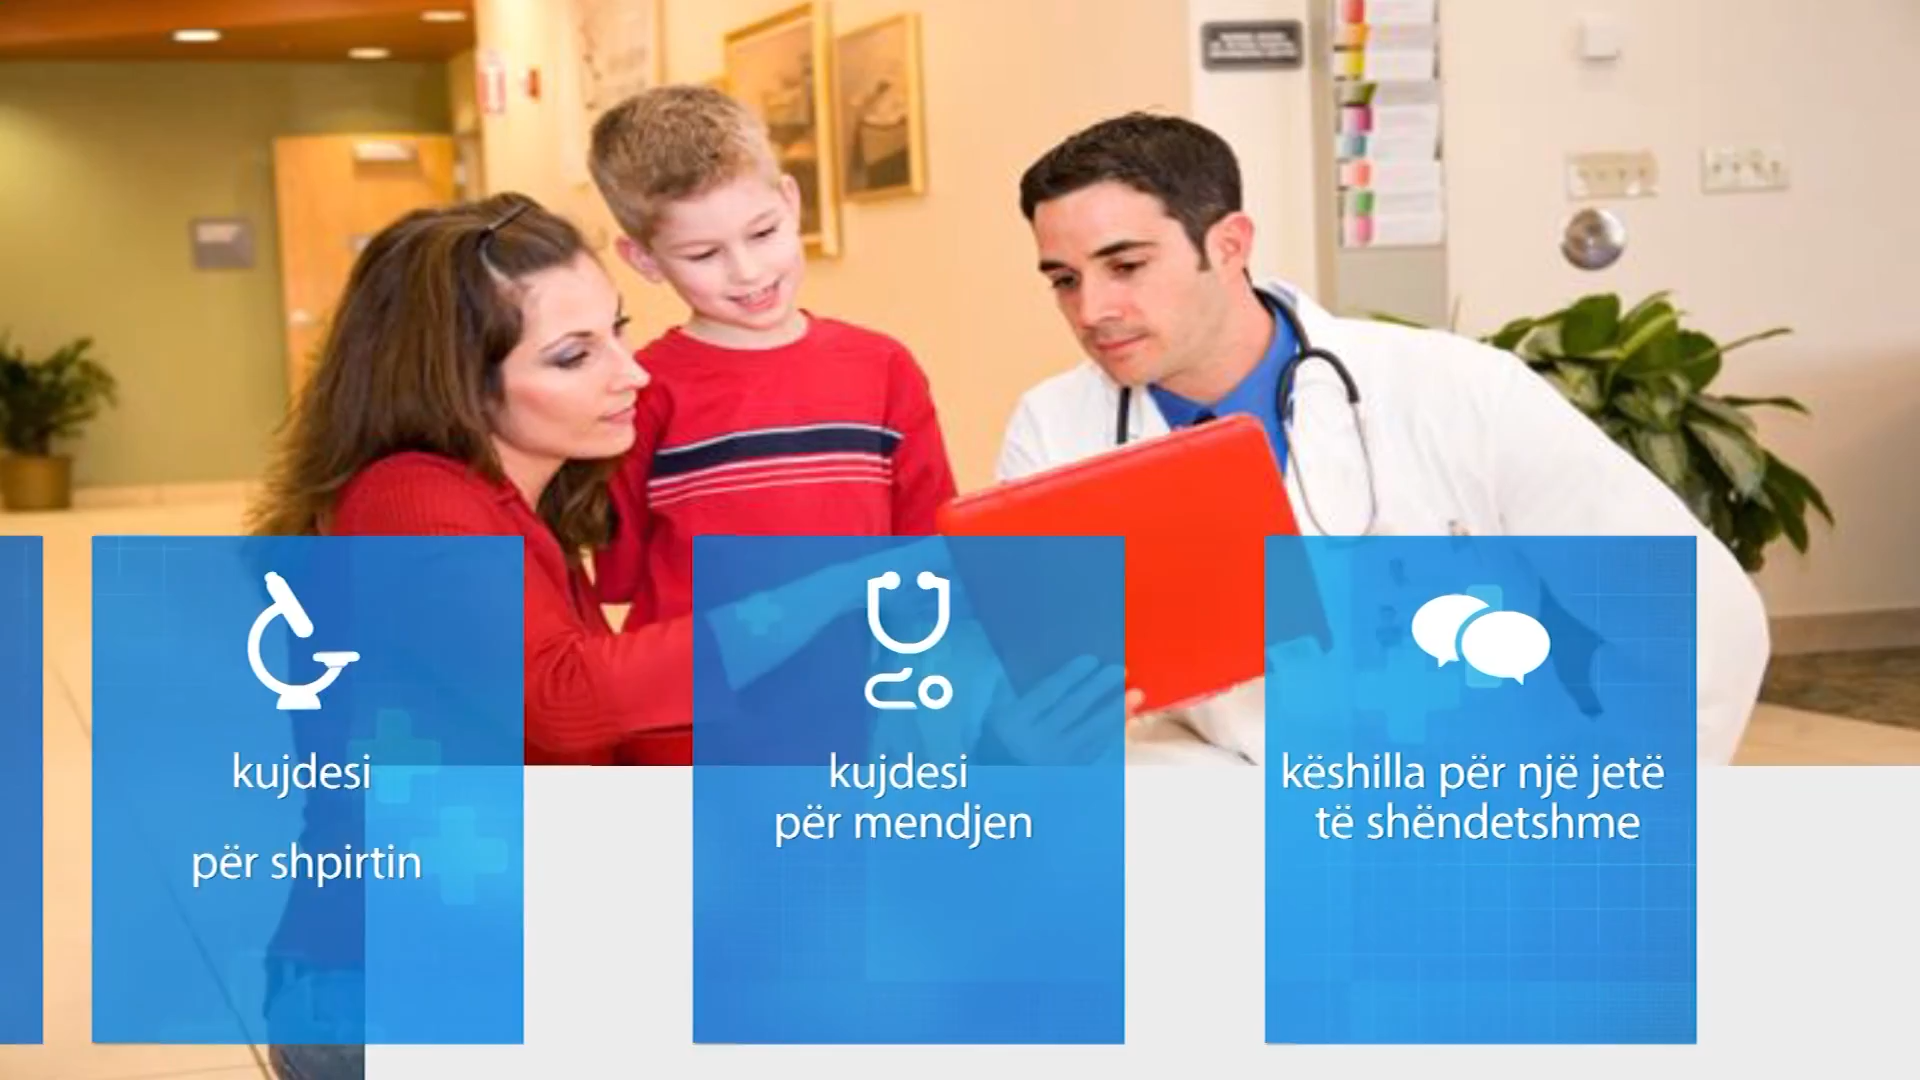 kujdesi
për shpirtin
kujdesi
për mendjen
këshilla për një jetë
të shëndetshme